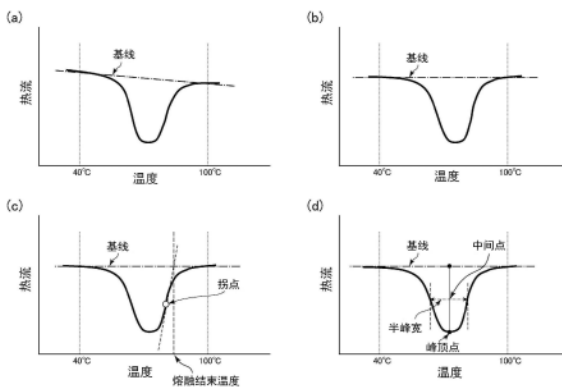 (a)
基线
热流
40℃
100℃
温度
(b)
基线
热流
40℃
100℃
温度
(c)
基线
热流
拐点
40℃
100℃
温度
熔融结束温度
(d)
基线
中间点
热流
半峰宽
峰顶点
40℃
100℃
温度